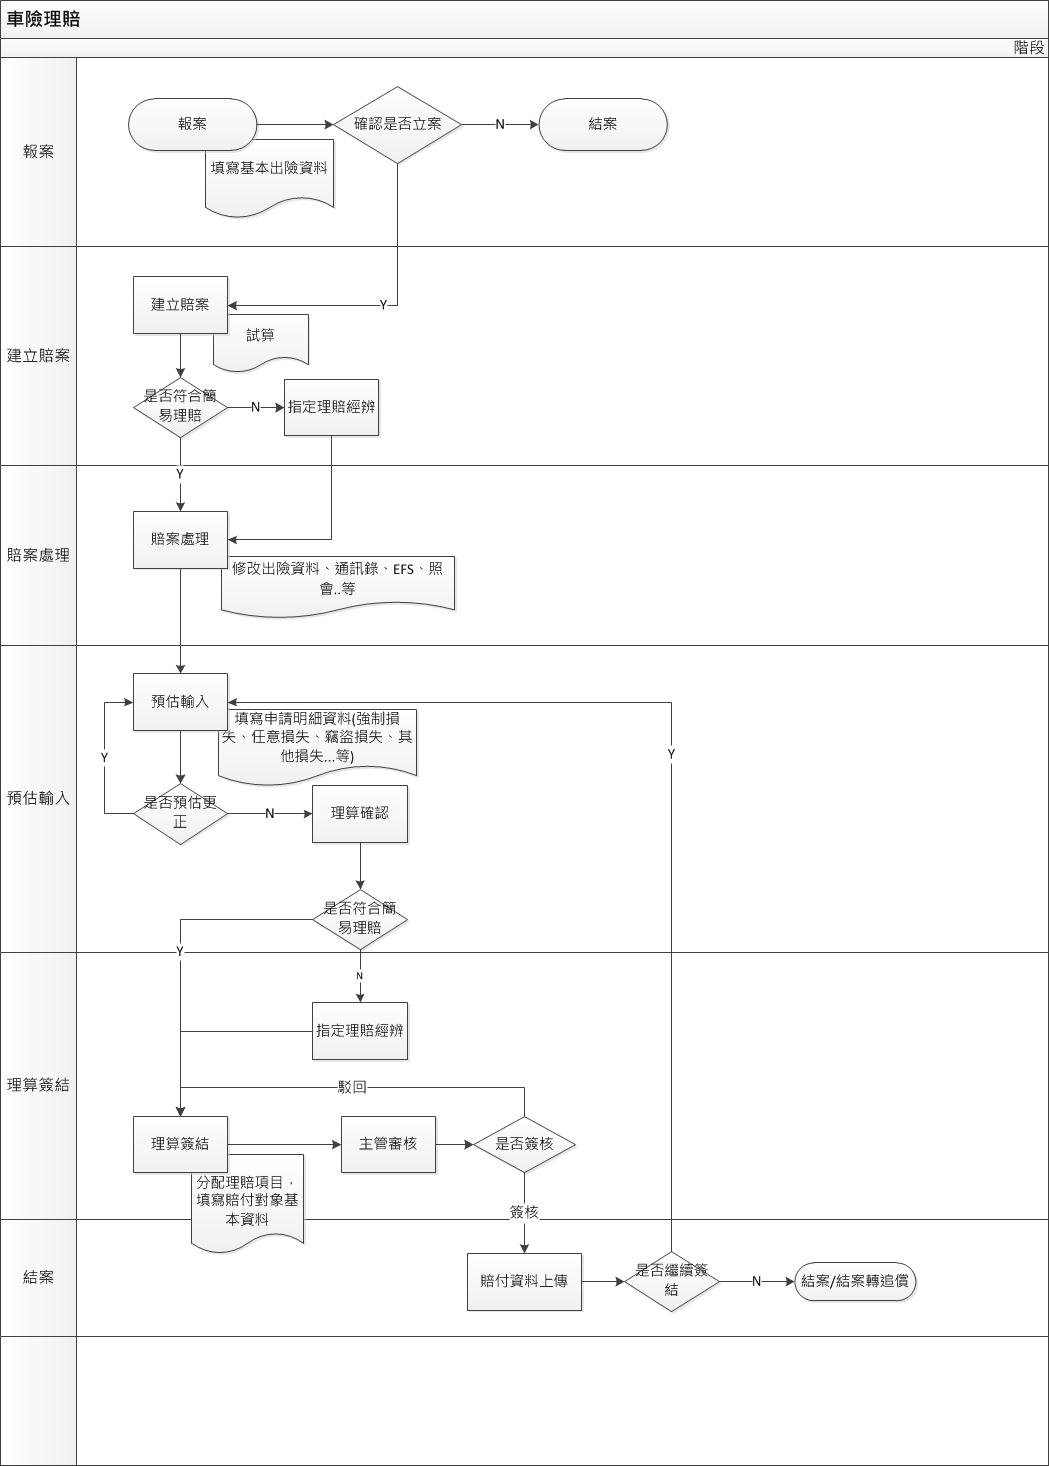 車險理賠
階段
報案
報案
確認是否立案
N
結案
填寫基本出險資料
建立賠案
建立賠案
Y
試算
是否符合簡
易理賠
N
指定理賠經辨
Y
賠案處理
賠案處理
修改出險資料、通訊錄、EFS、照
會..等
預估輸入
預估輸入
填寫申請明細資料(強制損
失、任意損失、竊盜損失、其
他損失...等)
Y
Y
是否預估更
正
N
理算確認
是否符合簡
易理賠
Y
N
指定理賠經辨
理算簽結
駁回
理算簽結
主管審核
是否簽核
分配理賠項目，
填寫賠付對象基
本資料
簽核
結案
賠付資料上傳
是否繼續簽
結
N
結案/結案轉追償